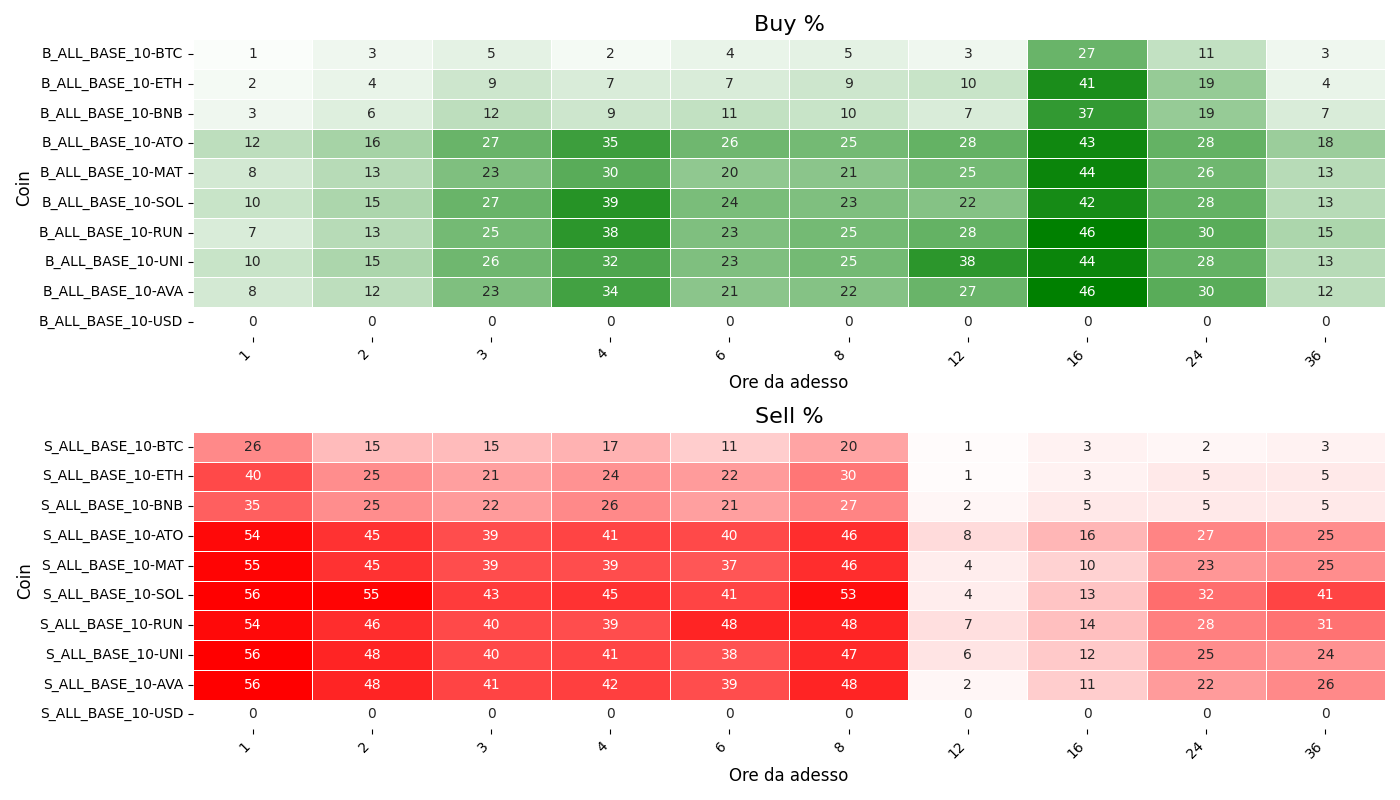 Buy %
Coin
B_ALL_BASE_10-BTC 1 3 5 2 4 5 3 27 11 3
B_ALL_BASE_10-ETH 2 4 9 7 7 9 10 41 19 4
B_ALL_BASE_10-BNB 3 6 12 9 11 10 7 37 19 7
B_ALL_BASE_10-ATO 12 16 27 35 26 25 28 43 28 18
B_ALL_BASE_10-MAT 8 13 23 30 20 21 25 44 26 13
B_ALL_BASE_10-SOL 10 15 27 39 24 23 22 42 28 13
B_ALL_BASE_10-RUN 7 13 25 38 23 25 28 46 30 15
B_ALL_BASE_10-UNI 10 15 26 32 23 25 38 44 28 13
B_ALL_BASE_10-AVA 8 12 23 34 21 22 27 46 30 12
B_ALL_BASE_10-USD 0 0 0 0 0 0 0 0 0 0
1 2 3 4 6 8 12 16 24 36
Ore da adesso
Sell %
Coin
S_ALL_BASE_10-BTC 26 15 15 17 11 20 1 3 2 3
S_ALL_BASE_10-ETH 40 25 21 24 22 30 1 3 5 5
S_ALL_BASE_10-BNB 35 25 22 26 21 27 2 5 5 5
S_ALL_BASE_10-ATO 54 45 39 41 40 46 8 16 27 25
S_ALL_BASE_10-MAT 55 45 39 39 37 46 4 10 23 25
S_ALL_BASE_10-SOL 56 55 43 45 41 53 4 13 32 41
S_ALL_BASE_10-RUN 54 46 40 39 48 48 7 14 28 31
S_ALL_BASE_10-UNI 56 48 40 41 38 47 6 12 25 24
S_ALL_BASE_10-AVA 56 48 41 42 39 48 2 11 22 26
S_ALL_BASE_10-USD 0 0 0 0 0 0 0 0 0 0
1 2 3 4 6 8 12 16 24 36
Ore da adesso